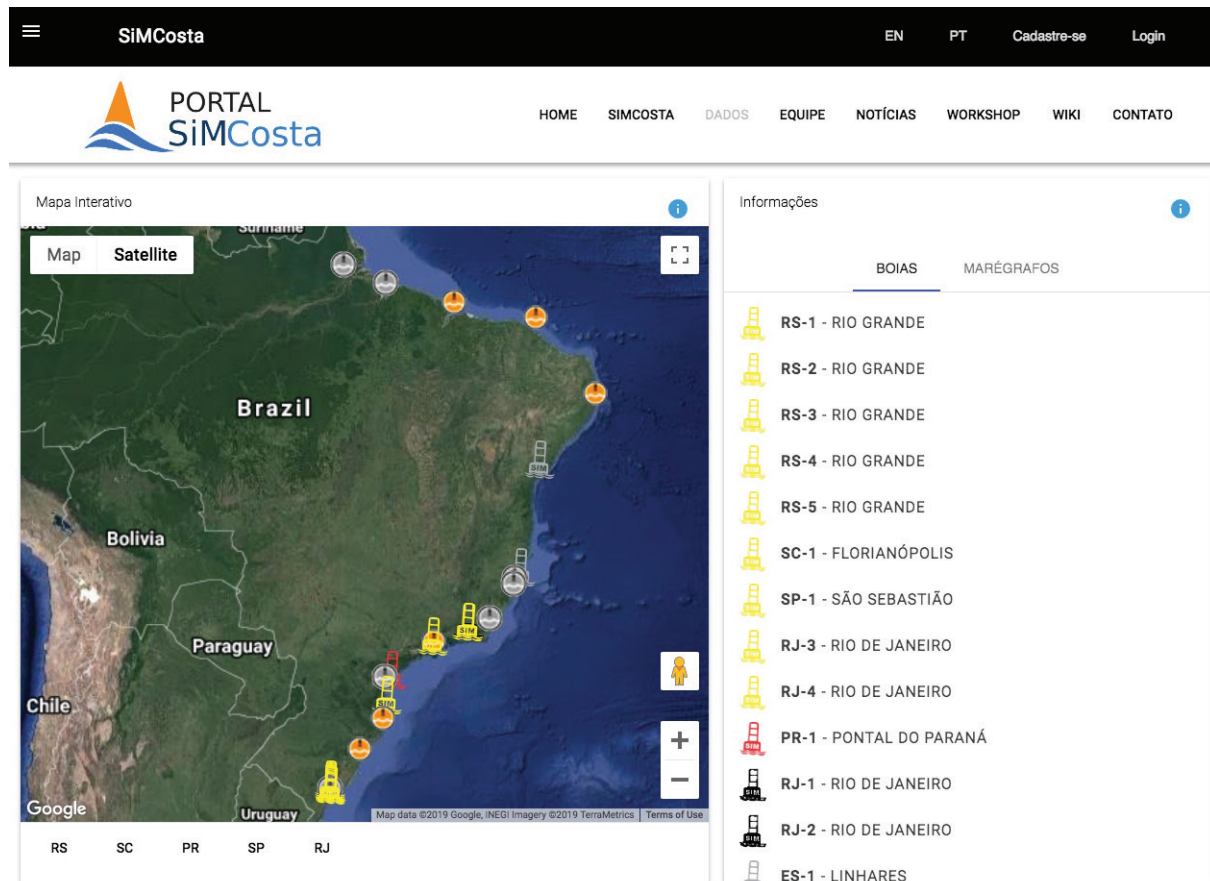 SiMCosta
EN PT Cadastre-se Login
PORTAL
SiMCosta
HOME SIMCOSTA DADOS EQUIPE NOTÍCIAS WORKSHOP WIKI CONTATO
Mapa Interativo
Map Satellite
Suriname
Brazil
SIM
Bolivia
SIM
Paraguay
SIM
Chile
Google
Uruguay
Map data ©2019 Google, INEGI Imagery ©2019 TerraMetrics Terms of Use
RS SC PR SP RJ
Informações
BOIAS MARÉGRAFOS
RS-1 - RIO GRANDE
RS-2 - RIO GRANDE
RS-3 - RIO GRANDE
RS-4 - RIO GRANDE
RS-5 - RIO GRANDE
SC-1 - FLORIANÓPOLIS
SP-1 - SÃO SEBASTIÃO
RJ-3 - RIO DE JANEIRO
RJ-4 - RIO DE JANEIRO
PR-1 - PONTAL DO PARANÁ
RJ-1 - RIO DE JANEIRO
RJ-2 - RIO DE JANEIRO
ES-1 - LINHARES